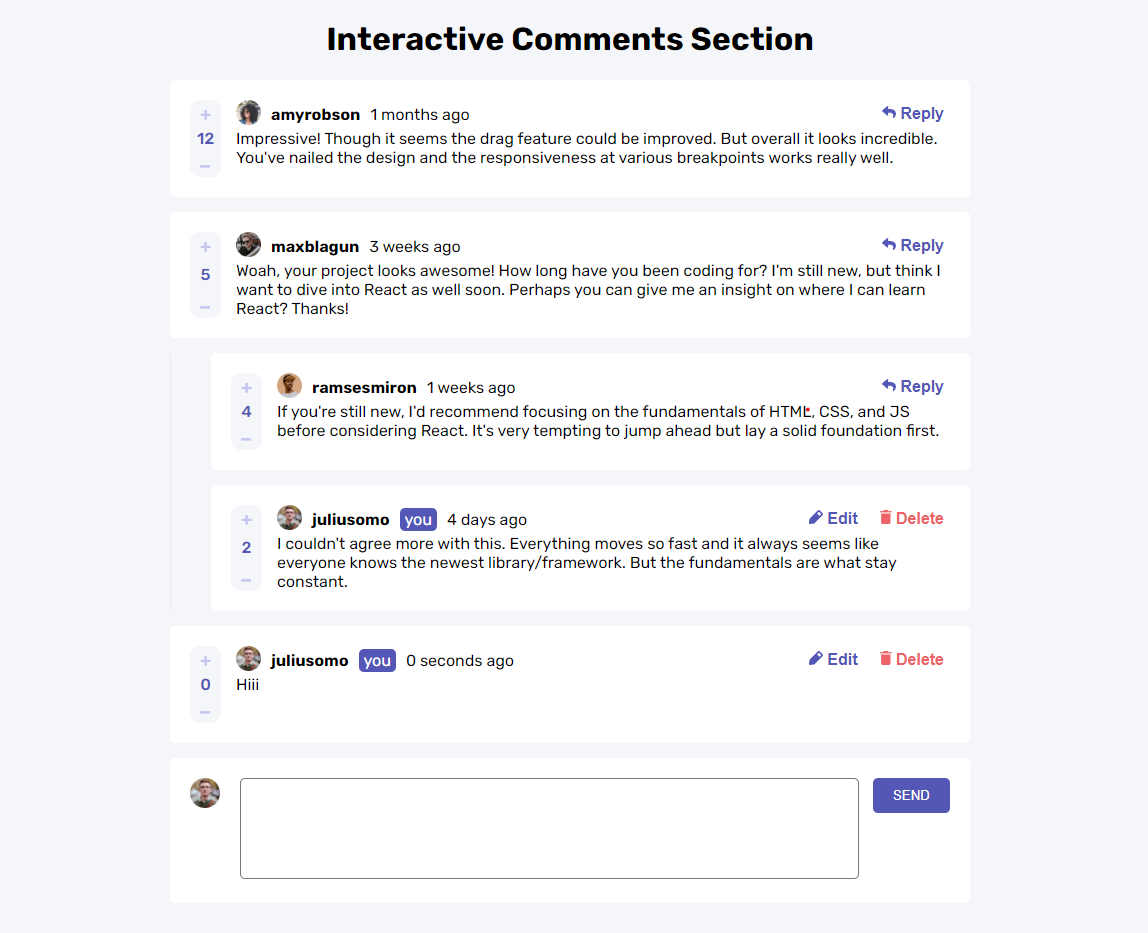 Interactive Comments Section
+
12
−
amyrobson 1 months ago Reply
Impressive! Though it seems the drag feature could be improved. But overall it looks incredible.
You've nailed the design and the responsiveness at various breakpoints works really well.
+
5
−
maxblagun 3 weeks ago Reply
Woah, your project looks awesome! How long have you been coding for? I'm still new, but think I
want to dive into React as well soon. Perhaps you can give me an insight on where I can learn
React? Thanks!
+
4
−
ramsesmiron 1 weeks ago Reply
If you're still new, I'd recommend focusing on the fundamentals of HTML, CSS, and JS
before considering React. It's very tempting to jump ahead but lay a solid foundation first.
+
2
−
juliusomo you 4 days ago Edit Delete
I couldn't agree more with this. Everything moves so fast and it always seems like
everyone knows the newest library/framework. But the fundamentals are what stay
constant.
+
0
−
juliusomo you 0 seconds ago Edit Delete
Hiii
SEND